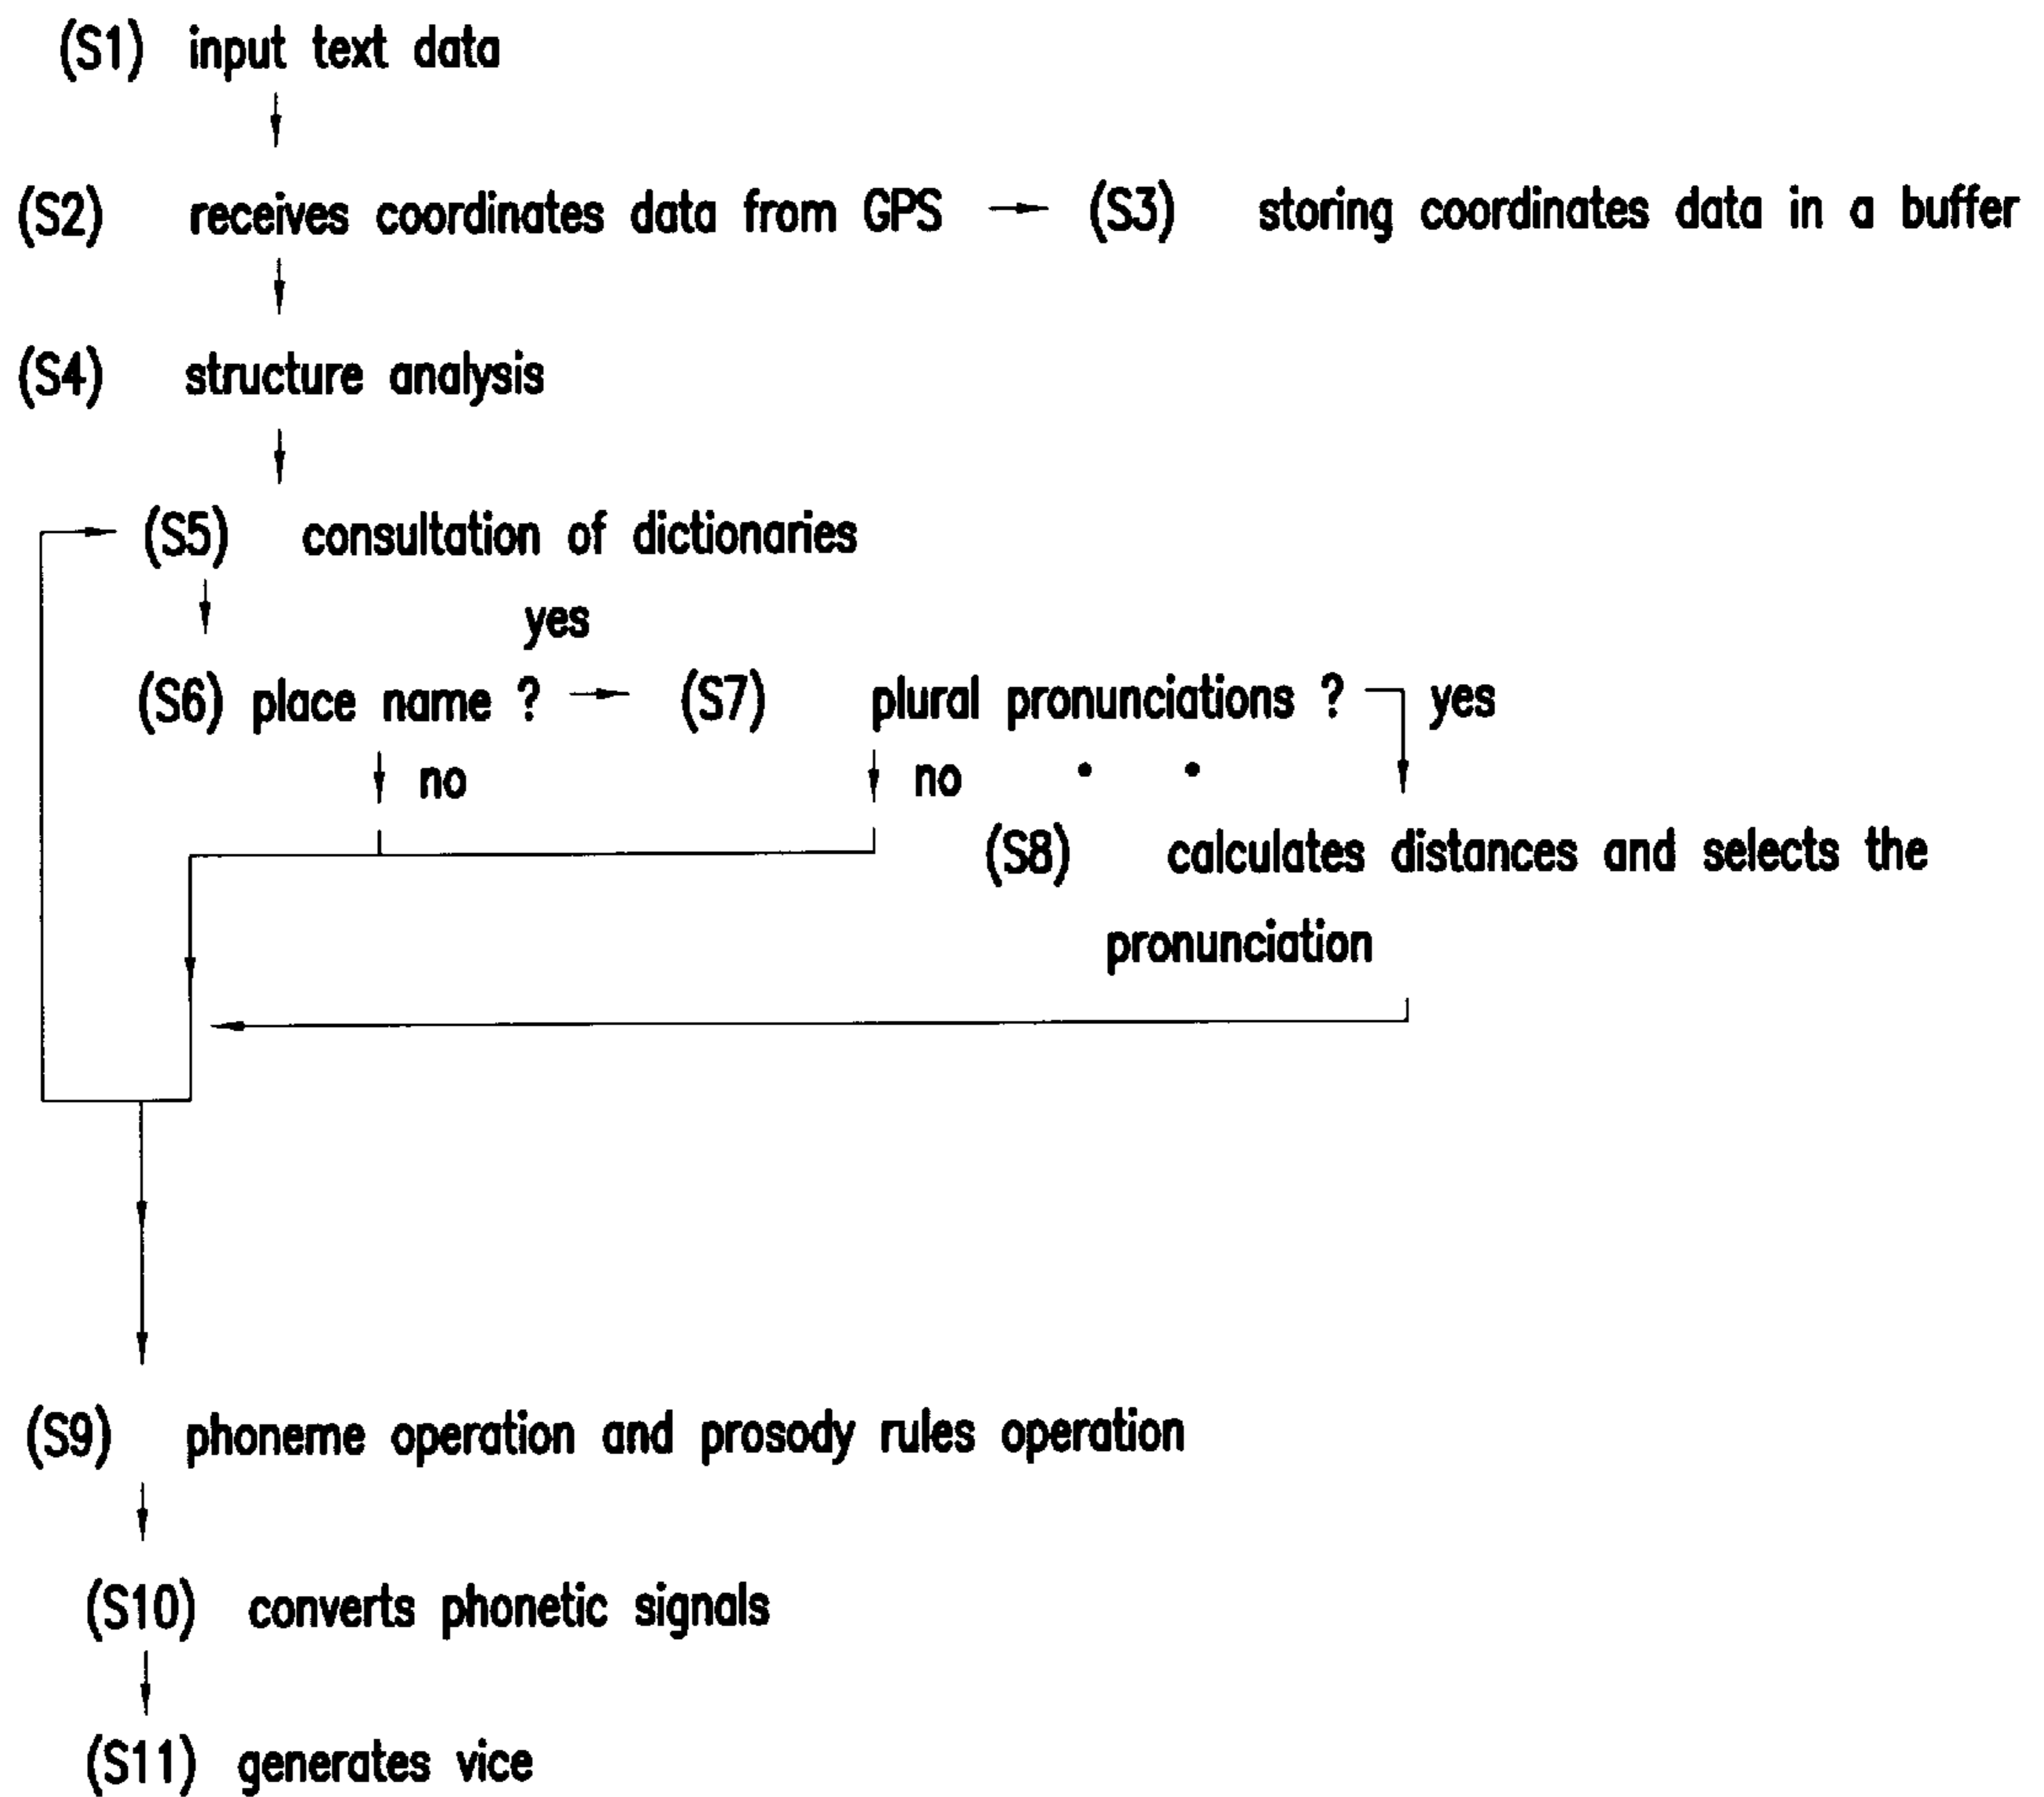 (S1) input text data
(S2) receives coordinates data from GPS (S3) storing coordinates data in a buffer
(S4) structure analysis
(S5) consultation of dictionaries
yes
(S6) place name ? (S7) plural pronunciations ? yes
no no
(S8) calculates distances and selects the
pronunciation
(S9) phoneme operation and prosody rules operation
(S10) converts phonetic signals
(S11) generates vice